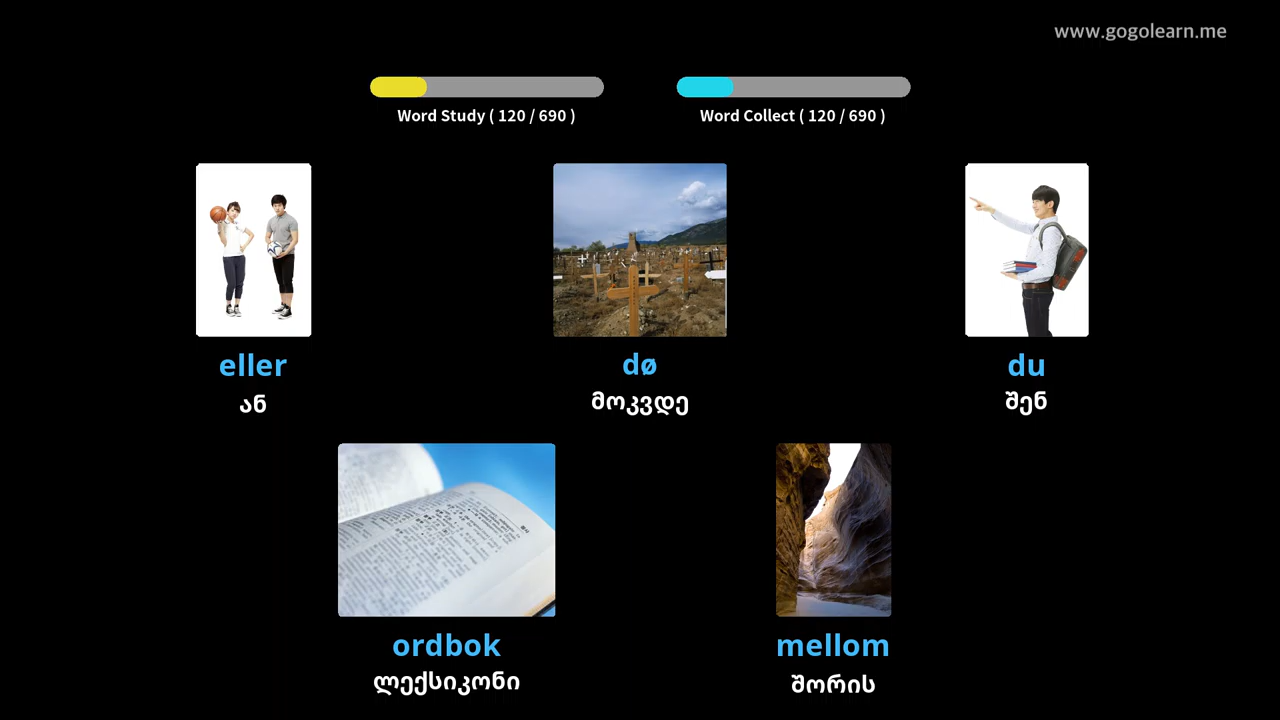 www.gogolearn.me
Word Study ( 120 / 690 )
Word Collect ( 120 / 690 )
eller
ან
dø
მოკვდე
du
შენ
ordbok
ლექსიკონი
mellom
შორის